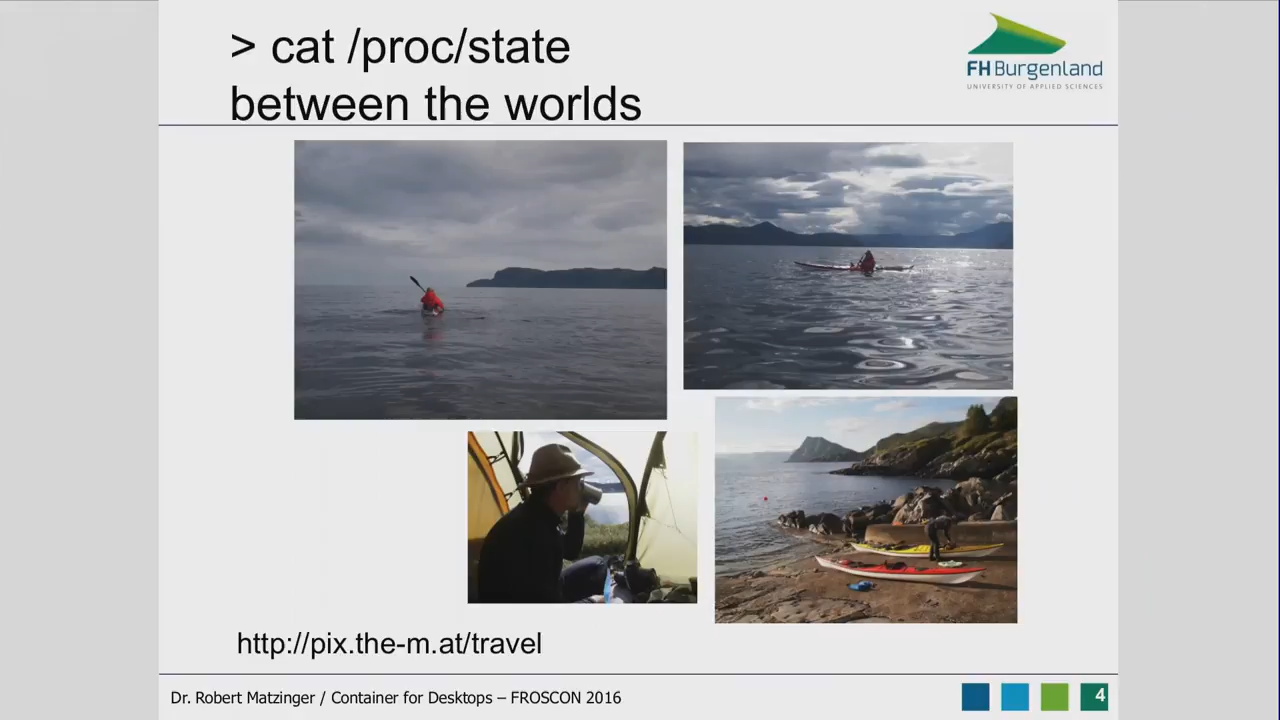 > cat /proc/state
between the worlds
FH Burgenland
UNIVERSITY OF APPLIED SCIENCES
http://pix.the-m.at/travel
Dr. Robert Matzinger / Container for Desktops – FROSCON 2016
4